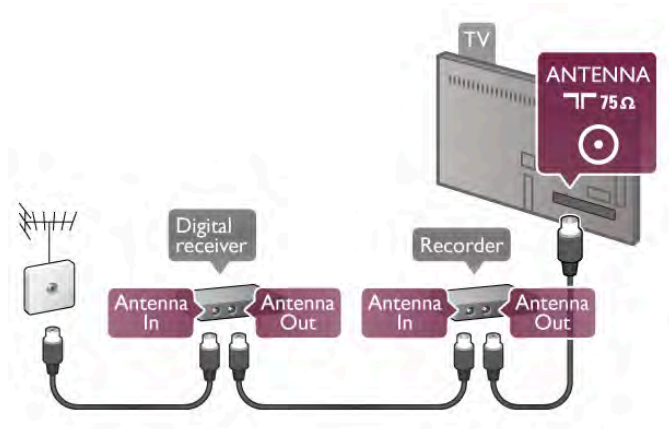 TV
ANTENNA
75Ω
Digital
receiver
Recorder
Antenna
In
Antenna
Out
Antenna
In
Antenna
Out